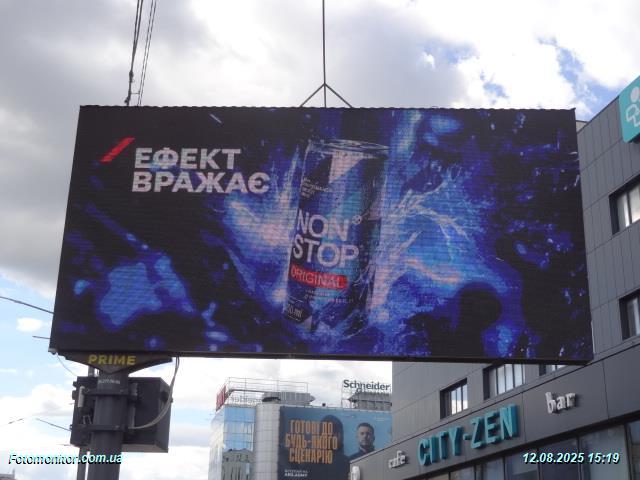 ЕФЕКТ
ВРАЖАЄ
NON
STOP
ORIGINAL
PRIME
Schneider
ГОТОВІ ДО
БУДЬ-ЯКОГО
СЦЕНАРІЮ
CITY-ZEN
cafe
bar
Fotomonitor.com.ua
12.08.2025 15:19